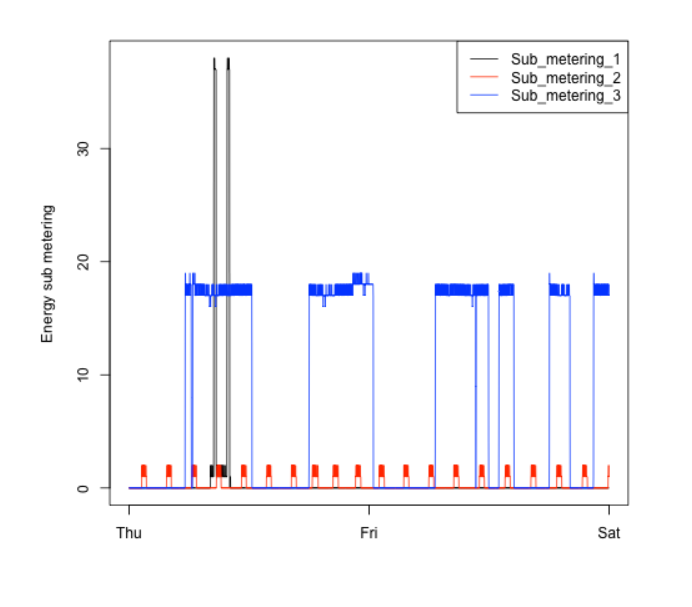 Sub_metering_1
Sub_metering_2
Sub_metering_3
30
20
10
0
Energy sub metering
Thu Fri Sat